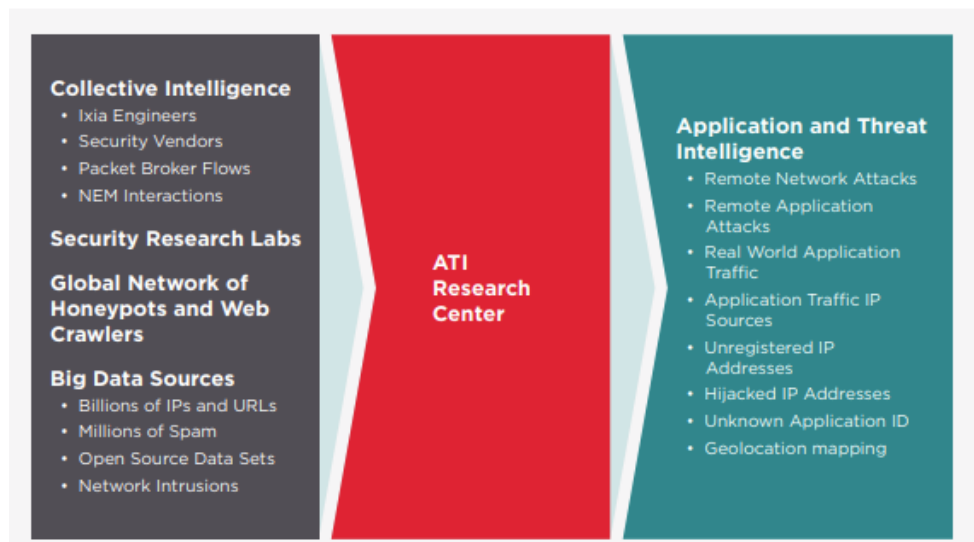 Collective Intelligence
• Ixia Engineers
• Security Vendors
• Packet Broker Flows
• NEM Interactions
Security Research Labs
Global Network of
Honeypots and Web
Crawlers
Big Data Sources
• Billions of IPs and URLs
• Millions of Spam
• Open Source Data Sets
• Network Intrusions
ATI
Research
Center
Application and Threat
Intelligence
• Remote Network Attacks
• Remote Application
Attacks
• Real World Application
Traffic
• Application Traffic IP
Sources
• Unregistered IP
Addresses
• Hijacked IP Addresses
• Unknown Application ID
• Geolocation mapping